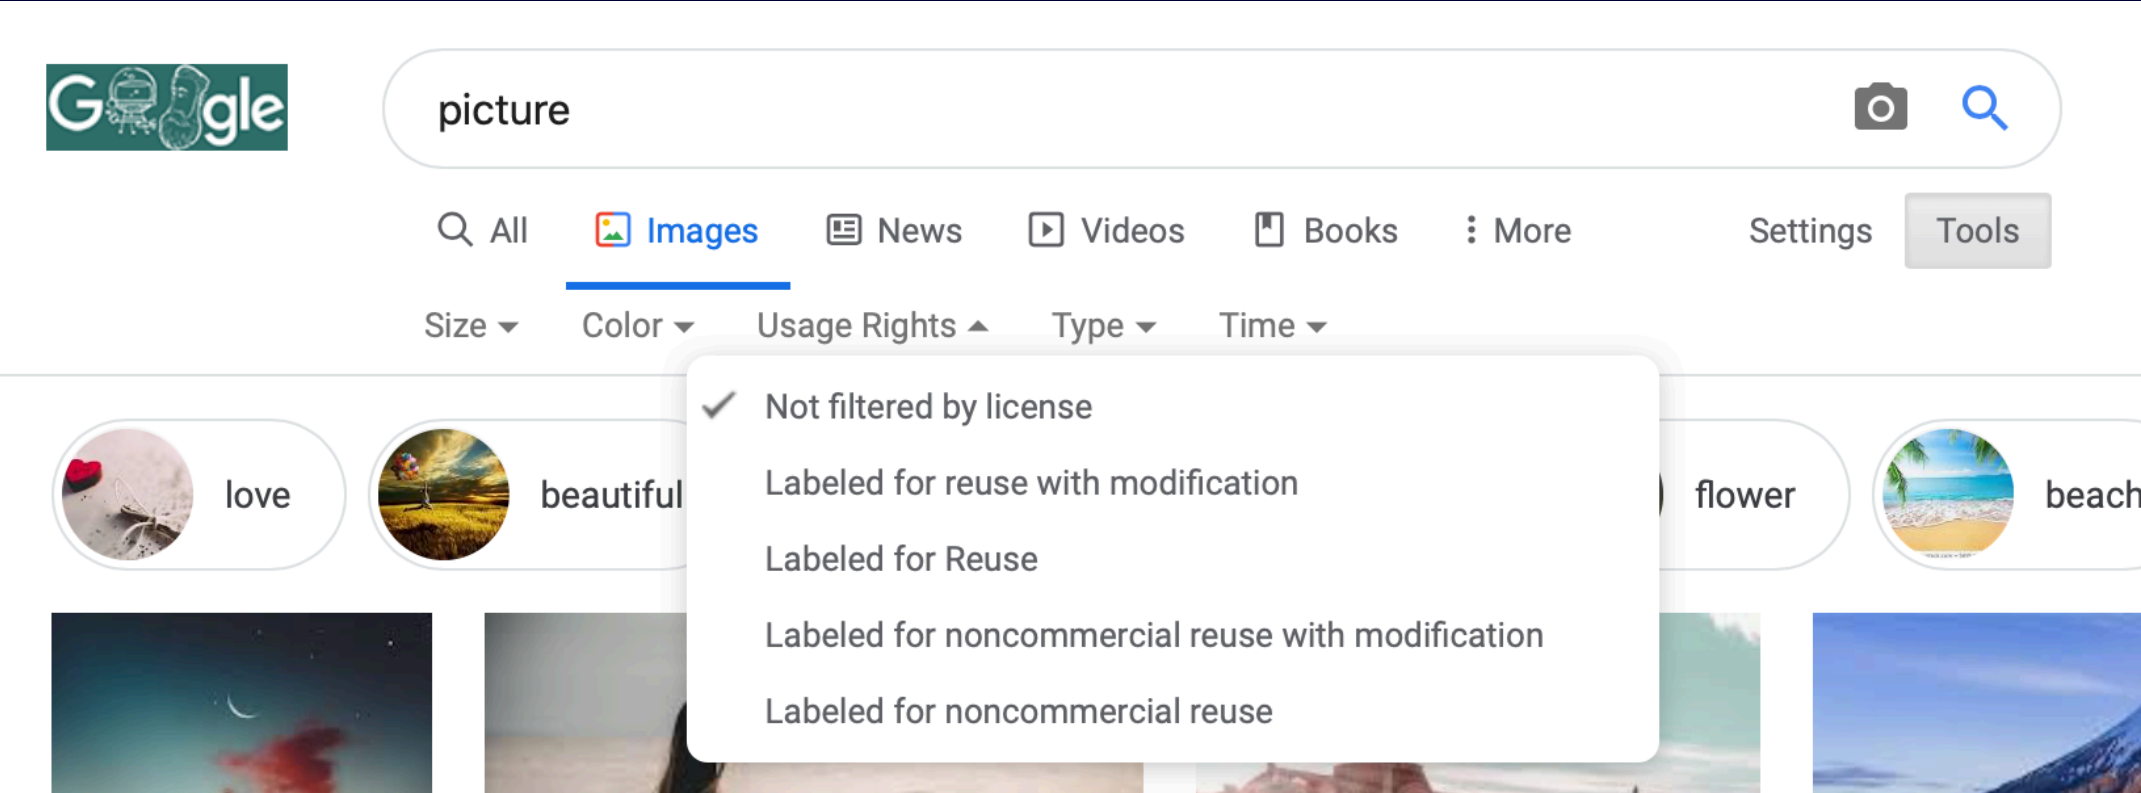 Google
picture
All Images News Videos Books More Settings Tools
Size Color Usage Rights Type Time
Not filtered by license
Labeled for reuse with modification
Labeled for Reuse
Labeled for noncommercial reuse with modification
Labeled for noncommercial reuse
love beautiful flower beach